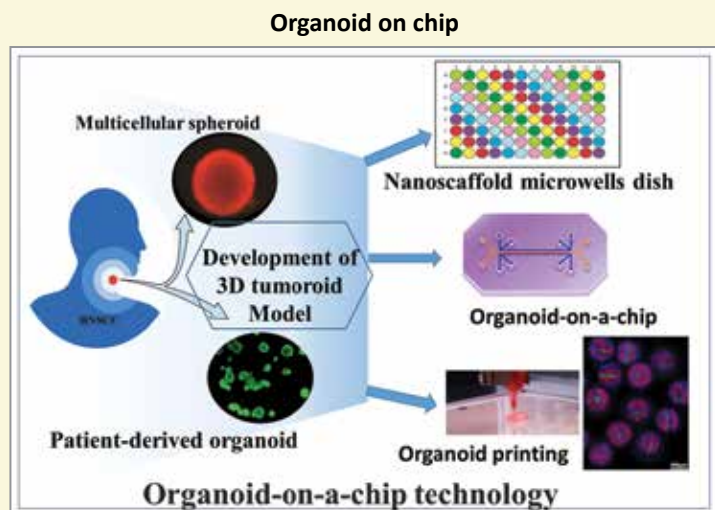 Organoid on chip
Multicellular spheroid
Nanoscaffold microwells dish
Development of
3D tumoroid
Model
HNSCC
Organoid-on-a-chip
Patient-derived organoid
Organoid printing
Organoid-on-a-chip technology